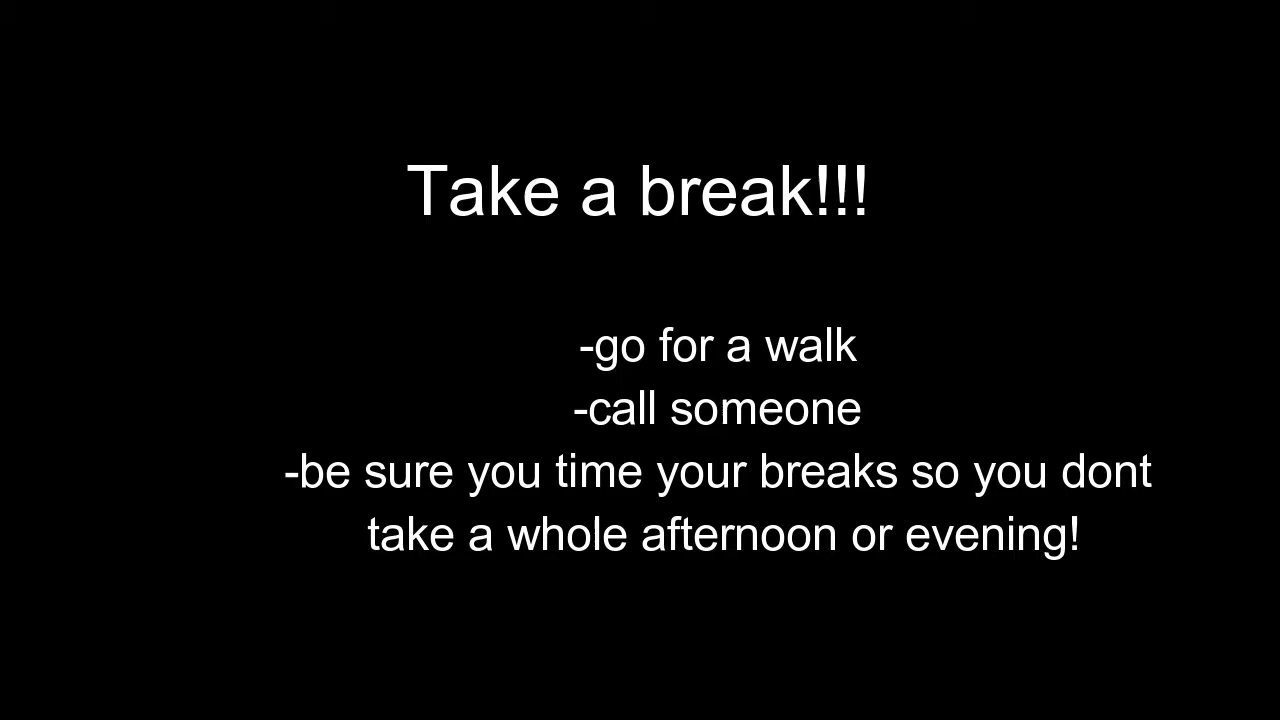 Take a break!!!
-go for a walk
-call someone
-be sure you time your breaks so you dont
take a whole afternoon or evening!